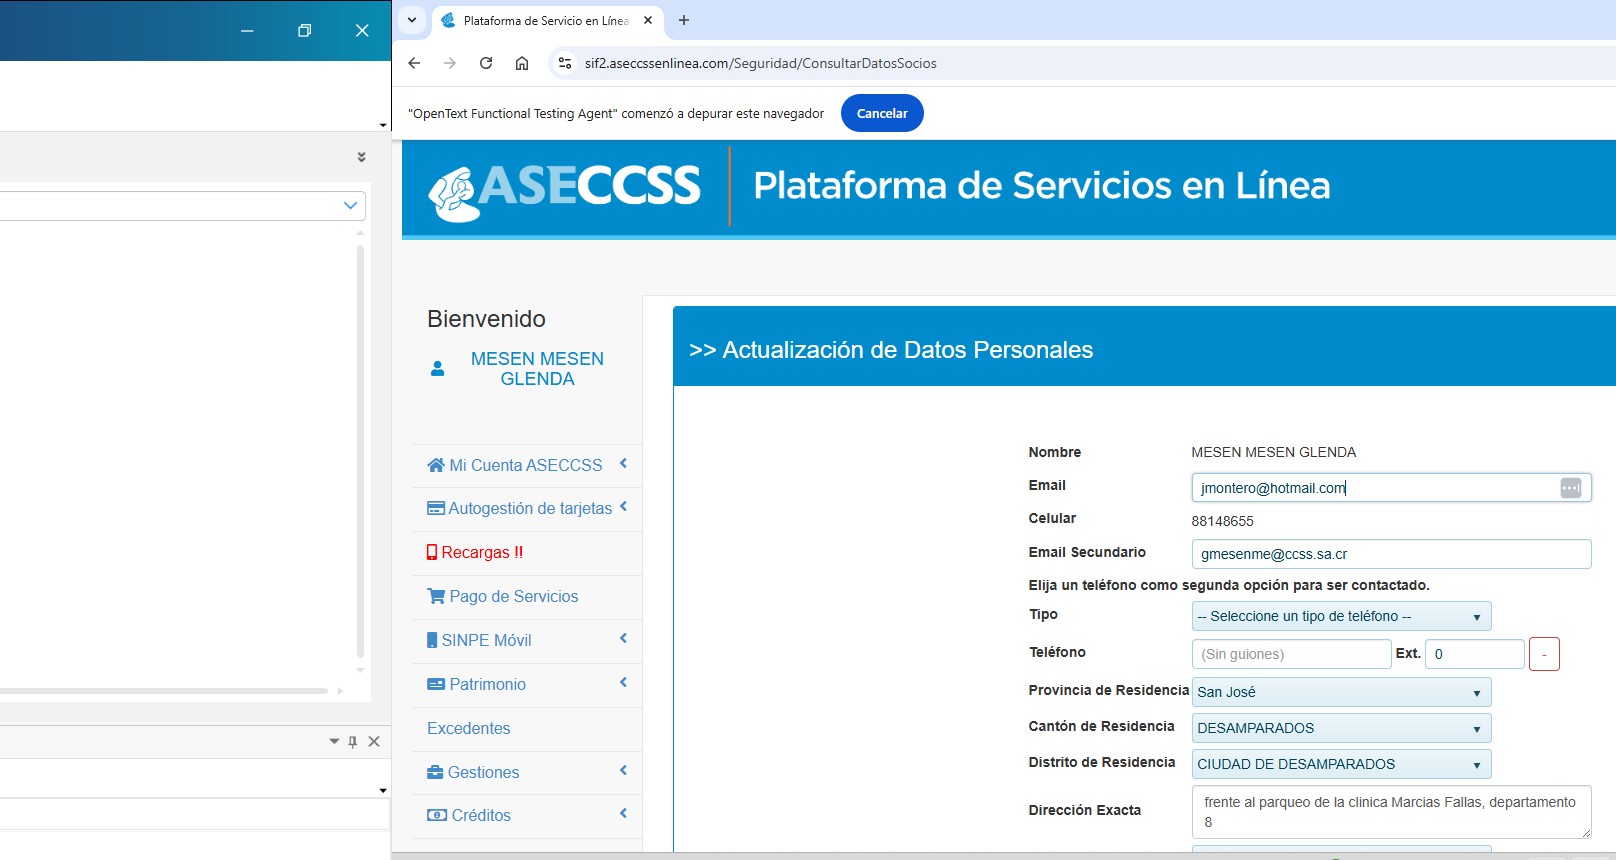 Plataforma de Servicio en Línea
sif2.aseccssenlinea.com/Seguridad/ConsultarDatosSocios
"OpenText Functional Testing Agent" comenzó a depurar este navegador
Cancelar
ASECCSS
Plataforma de Servicios en Línea
Bienvenido
MESEN MESEN
GLENDA
Mi Cuenta ASECCSS
Autogestión de tarjetas
Recargas !!
Pago de Servicios
SINPE Móvil
Patrimonio
Excedentes
Gestiones
Créditos
>> Actualización de Datos Personales
Nombre MESEN MESEN GLENDA
Email jmontero@hotmail.com
Celular 88148655
Email Secundario gmesenme@ccss.sa.cr
Elija un teléfono como segunda opción para ser contactado.
Tipo -- Seleccione un tipo de teléfono --
Teléfono (Sin guiones) Ext. 0 -
Provincia de Residencia San José
Cantón de Residencia DESAMPARADOS
Distrito de Residencia CIUDAD DE DESAMPARADOS
Dirección Exacta frente al parqueo de la clinica Marcias Fallas, departamento
8